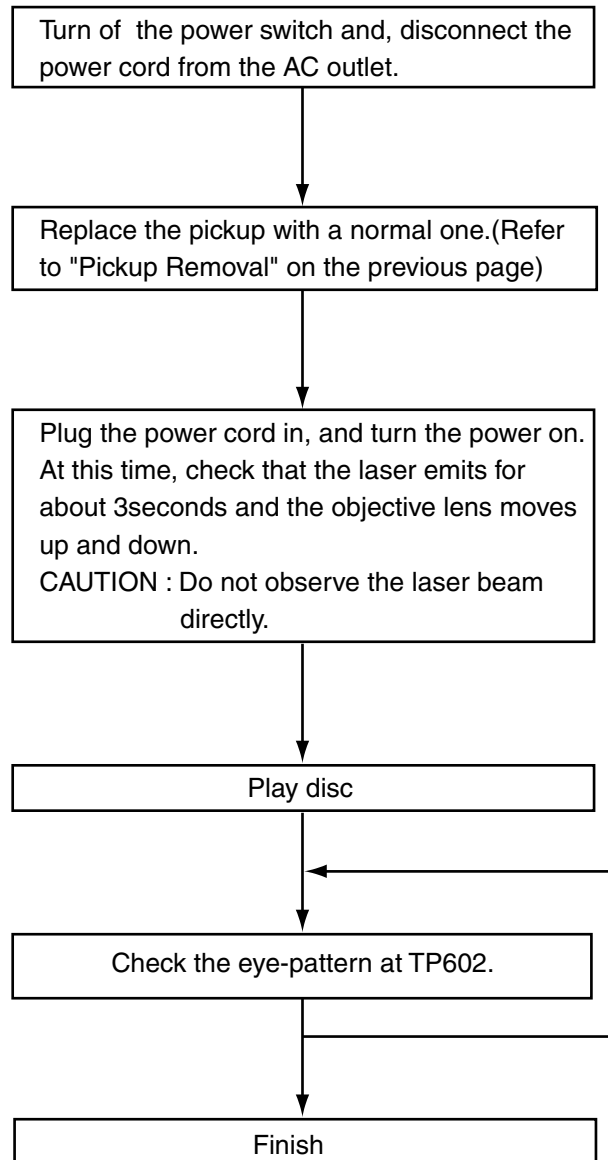 Turn of  the power switch and, disconnect the
power cord from the AC outlet.
Replace the pickup with a normal one.(Refer
to "Pickup Removal" on the previous page)
Plug the power cord in, and turn the power on.
At this time, check that the laser emits for
about 3seconds and the objective lens moves
up and down.
CAUTION : Do not observe the laser beam
directly.
Play disc
Check the eye-pattern at TP602.
Finish